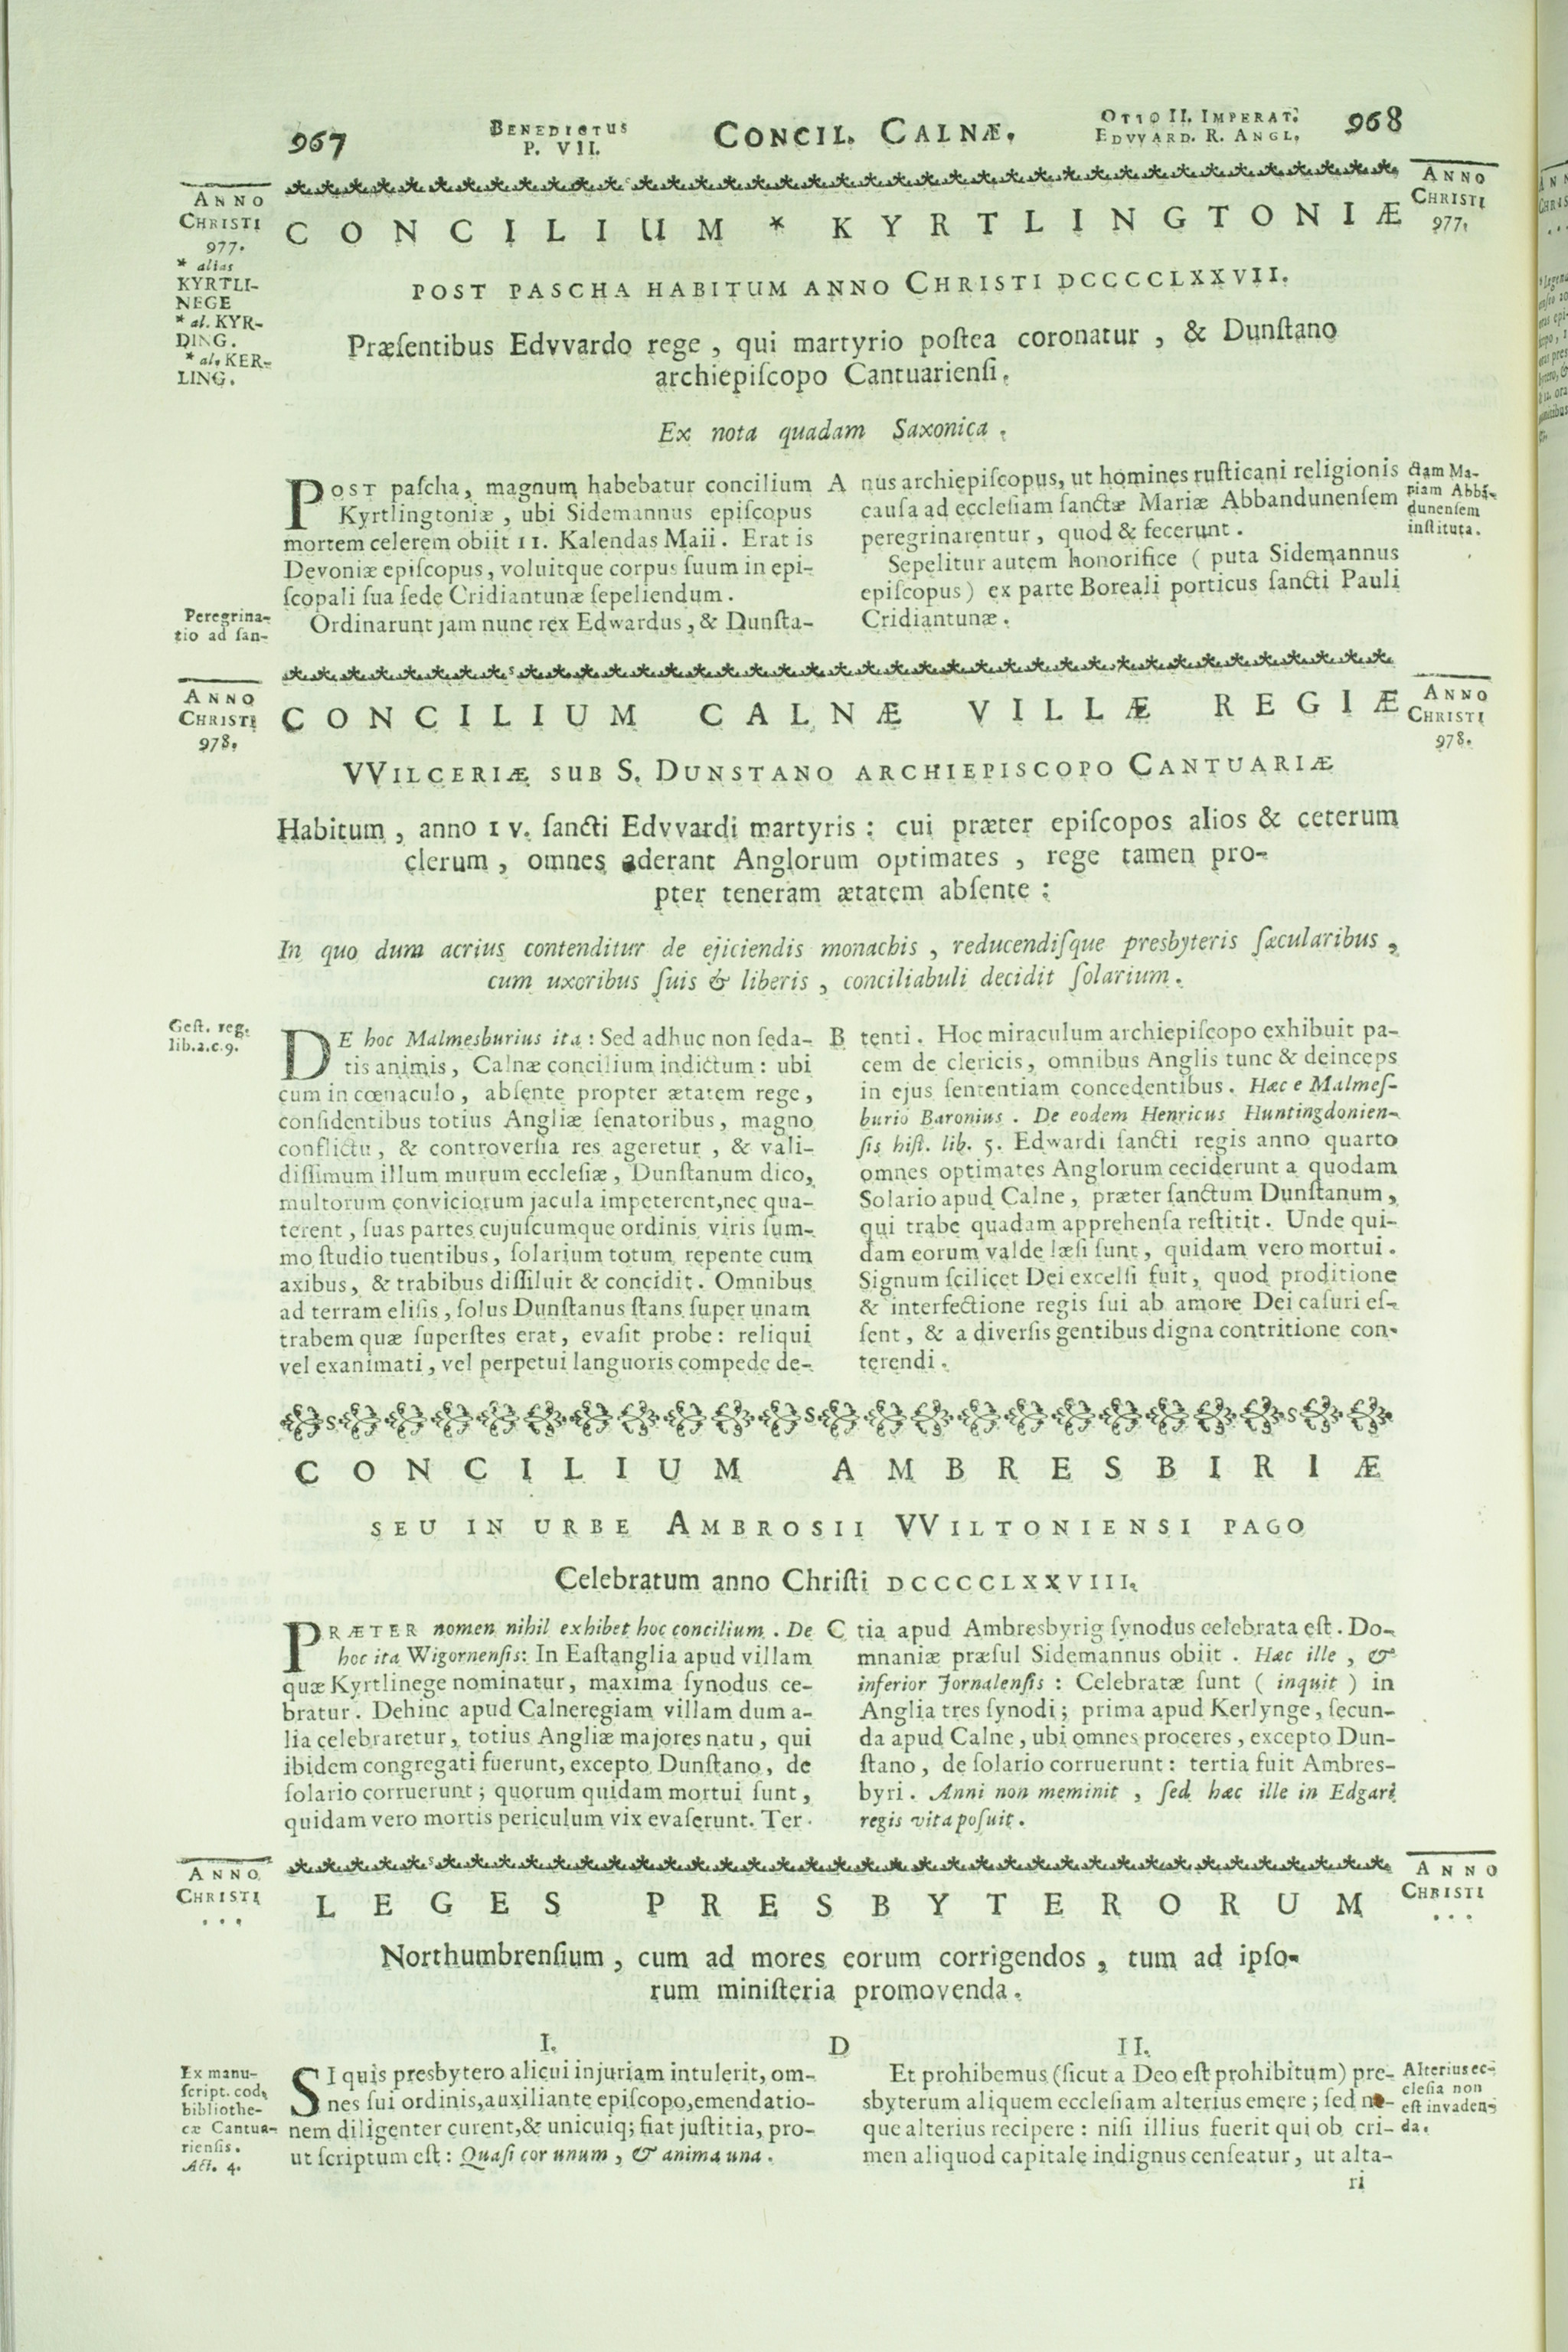 967
BENEDICTUS
P. VII.
CONCIL. CALNÆ.
OTTO II. IMPERAT.
EDVVARD. R. ANGL.
968
ANNO
CHRISTI
977.
* alias
KYRTLI-
NEGE
* al. KYR-
DING.
* al. KER-
LING.
ANNO
CHRISTI
977.
CONCILIUM * KYRTLINGTONIÆ
POST PASCHA HABITUM ANNO CHRISTI DCCCCLXXVII.
Præſentibus Edvvardo rege, qui martyrio poſtea coronatur, & Dunſtano
archiepiſcopo Cantuarienſi.
Ex nota quadam Saxonica.
POST paſcha, magnum habebatur concilium
Kyrtlingtoniæ, ubi Sidemannus epiſcopus
mortem celerem obiit 11. Kalendas Maii. Erat is
Devoniæ epiſcopus, voluitque corpus ſuum in epi-
ſcopali ſua ſede Cridiantunæ ſepeliendum.
Ordinarunt jam nunc rex Edwardus, & Dunſta-
Peregrina-
tio ad ſan-
A
nus archiepiſcopus, ut homines ruſticani religionis
cauſa ad eccleſiam ſanctæ Mariæ Abbandunenſem
peregrinarentur, quod & fecerunt.
Sepelitur autem honorifice (puta Sidemannus
epiſcopus) ex parte Boreali porticus ſancti Pauli
Cridiantunæ.
ctam Ma-
riam Abbã-
dunenſem
inſtituta.
ANNO
CHRISTI
978.
ANNO
CHRISTI
978.
CONCILIUM CALNÆ VILLÆ REGIÆ
VVILCERIÆ SUB S. DUNSTANO ARCHIEPISCOPO CANTUARIÆ
Habitum, anno IV. ſancti Edvvardi martyris: cui præter epiſcopos alios & ceterum
clerum, omnes aderant Anglorum optimates, rege tamen pro-
pter teneram ætatem abſente:
In quo dum acrius contenditur de ejiciendis monachis, reducendiſque presbyteris ſæcularibus,
cum uxoribus ſuis & liberis, conciliabuli decidit ſolarium.
Geſt. reg.
lib.2.c.9.
DE hoc Malmesburius ita: Sed adhuc non ſeda-
tis animis, Calnæ concilium indictum: ubi
cum in cœnaculo, abſente propter ætatem rege,
conſidentibus totius Angliæ ſenatoribus, magno
conflictu, & controverſia res ageretur, & vali-
diſſimum illum murum eccleſiæ, Dunſtanum dico,
multorum conviciorum jacula impeterent, nec qua-
terent, ſuas partes cujuſcumque ordinis viris ſum-
mo ſtudio tuentibus, ſolarium totum repente cum
axibus, & trabibus diſſiluit & concidit. Omnibus
ad terram eliſis, ſolus Dunſtanus ſtans ſuper unam
trabem quæ ſuperſtes erat, evaſit probe: reliqui
vel exanimati, vel perpetui languoris compede de-
B
tenti. Hoc miraculum archiepiſcopo exhibuit pa-
cem de clericis, omnibus Anglis tunc & deinceps
in ejus ſententiam concedentibus. Hæc e Malmeſ-
burio Baronius. De eodem Henricus Huntingdonien-
ſis hiſt. lib. 5. Edwardi ſancti regis anno quarto
omnes optimates Anglorum ceciderunt a quodam
Solario apud Calne, præter ſanctum Dunſtanum,
qui trabe quadam apprehenſa reſtitit. Unde qui-
dam eorum valde læſi ſunt, quidam vero mortui.
Signum ſcilicet Dei excelſi fuit, quod proditione
& interfectione regis ſui ab amore Dei caſuri eſ-
ſent, & a diverſis gentibus digna contritione con-
terendi.
CONCILIUM AMBRESBIRIÆ
SEU IN URBE AMBROSII VVILTONIENSI PAGO
Celebratum anno Chriſti DCCCCLXXVIII.
PRÆTER nomen nihil exhibet hoc concilium. De
hoc ita Wigornenſis: In Eaſtanglia apud villam
quæ Kyrtlinege nominatur, maxima ſynodus ce-
bratur. Dehinc apud Calneregiam villam dum a-
lia celebraretur, totius Angliæ majores natu, qui
ibidem congregati fuerunt, excepto Dunſtano, de
ſolario corruerunt; quorum quidam mortui ſunt,
quidam vero mortis periculum vix evaſerunt. Ter-
C
tia apud Ambresbyrig ſynodus celebrata eſt. Do-
mnaniæ præſul Sidemannus obiit. Hæc ille, &
inferior Jornalenſis: Celebratæ ſunt (inquit) in
Anglia tres ſynodi; prima apud Kerlynge, ſecun-
da apud Calne, ubi omnes proceres, excepto Dun-
ſtano, de ſolario corruerunt: tertia fuit Ambres-
byri. Anni non meminit, ſed hæc ille in Edgari
regis vita poſuit.
ANNO
CHRISTI
. . .
ANNO
CHRISTI
. . .
LEGES PRESBYTERORUM
Northumbrenſium, cum ad mores eorum corrigendos, tum ad ipſo-
rum miniſteria promovenda.
I.
Ex manu-
ſcript. cod.
bibliothe-
cæ Cantua-
rienſis.
Act. 4.
SI quis presbytero alicui injuriam intulerit, om-
nes ſui ordinis, auxiliante epiſcopo, emendatio-
nem diligenter curent, & unicuiq; fiat juſtitia, pro-
ut ſcriptum eſt: Quaſi cor unum, & anima una.
D
II.
Et prohibemus (ſicut a Deo eſt prohibitum) pre-
sbyterum aliquem eccleſiam alterius emere; ſed ne-
que alterius recipere: niſi illius fuerit qui ob cri-
men aliquod capitale indignus cenſeatur, ut alta-
ri
Alterius ec-
cleſia non
eſt invaden-
da.